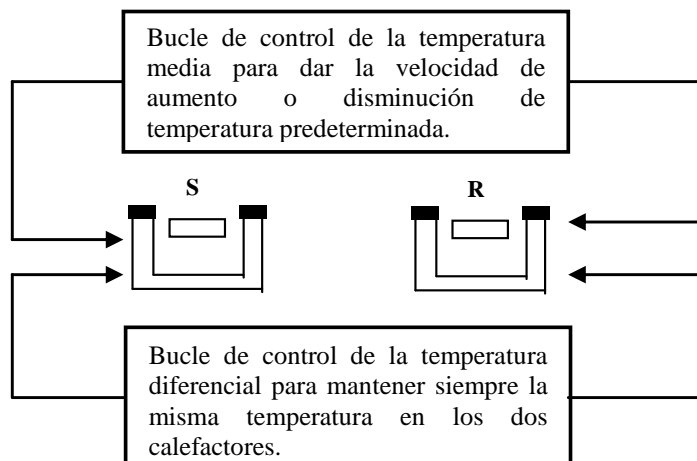 Bucle de control de la temperatura
media para dar la velocidad de
aumento o disminución de
temperatura predeterminada.
S
R
Bucle de control de la temperatura
diferencial para mantener siempre la
misma temperatura en los dos
calefactores.